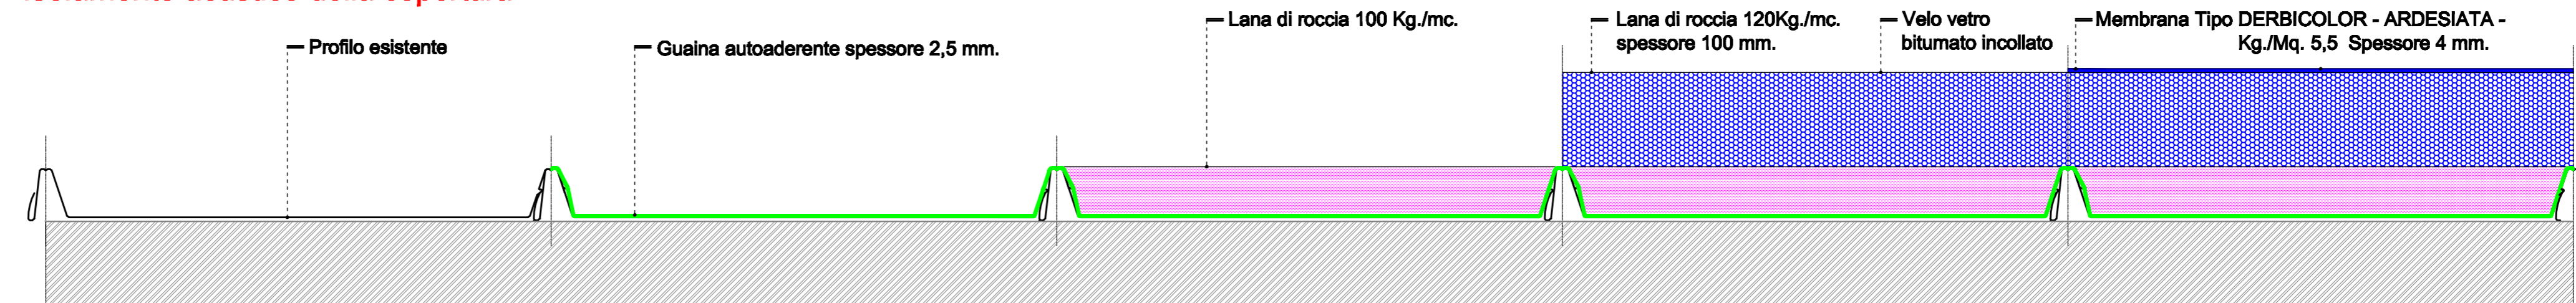 Profilo esistente
Guaina autoaderente spessore 2,5 mm.
Lana di roccia 100 Kg./mc.
Lana di roccia 120Kg./mc.
spessore 100 mm.
Velo vetro
bitumato incollato
Membrana Tipo DERBICOLOR - ARDESIATA -
Kg./Mq. 5,5 Spessore 4 mm.